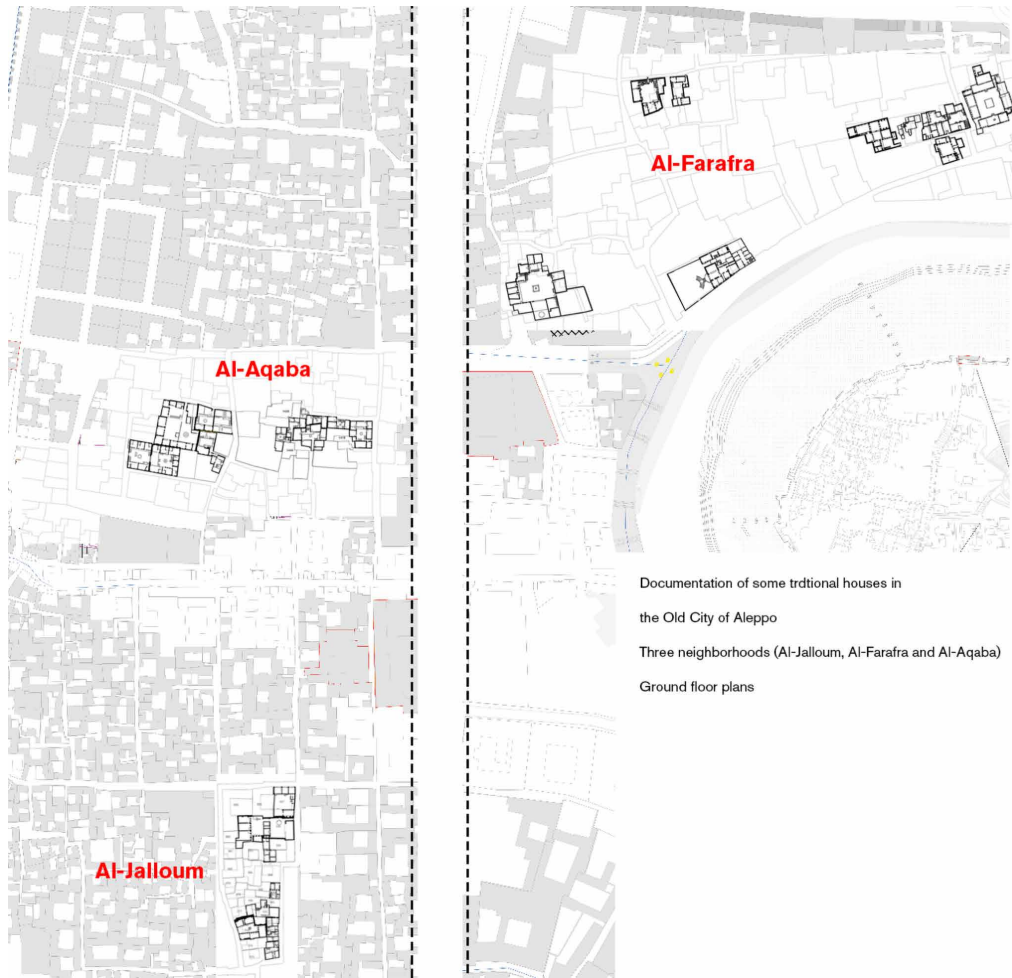 Al-Farafra
Al-Aqaba
Documentation of some trdtional houses in
the Old City of Aleppo
Three neighborhoods (Al-Jalloum, Al-Farafra and Al-Aqaba)
Ground floor plans
Al-Jalloum